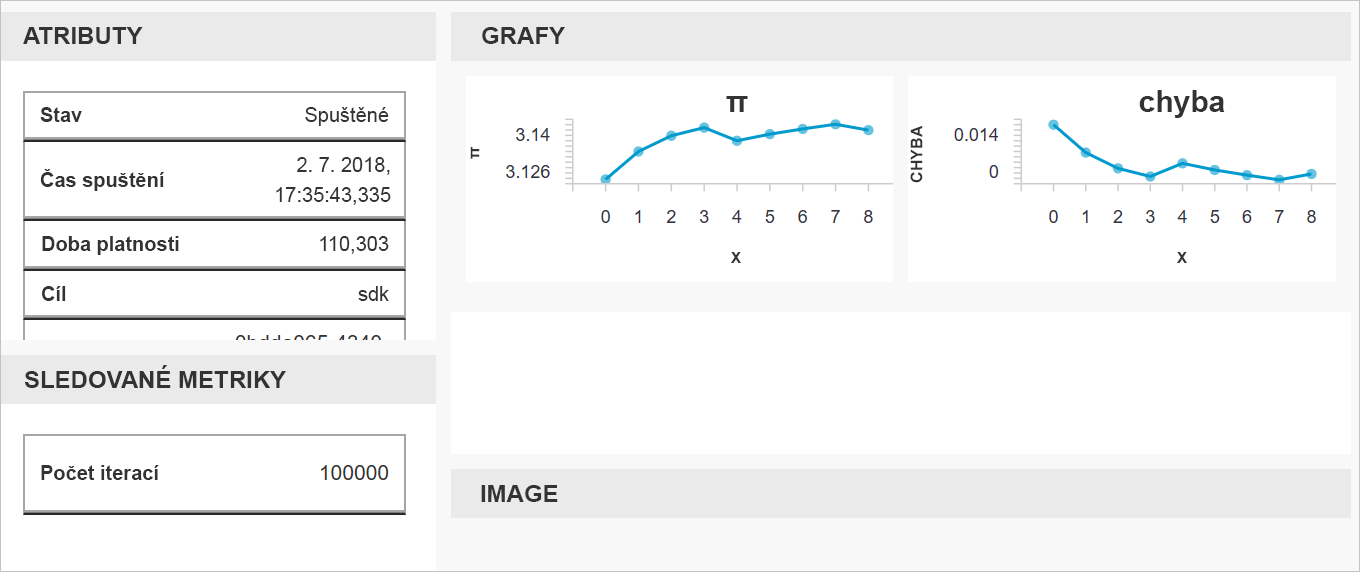 ATRIBUTY
Stav Spuštěné
Čas spuštění 2. 7. 2018,
17:35:43,335
Doba platnosti 110,303
Cíl sdk
SLEDOVANÉ METRIKY
Počet iterací 100000
GRAFY
π
π
3.14
3.126
0 1 2 3 4 5 6 7 8
x
chyba
CHYBA
0.014
0
0 1 2 3 4 5 6 7 8
x
IMAGE